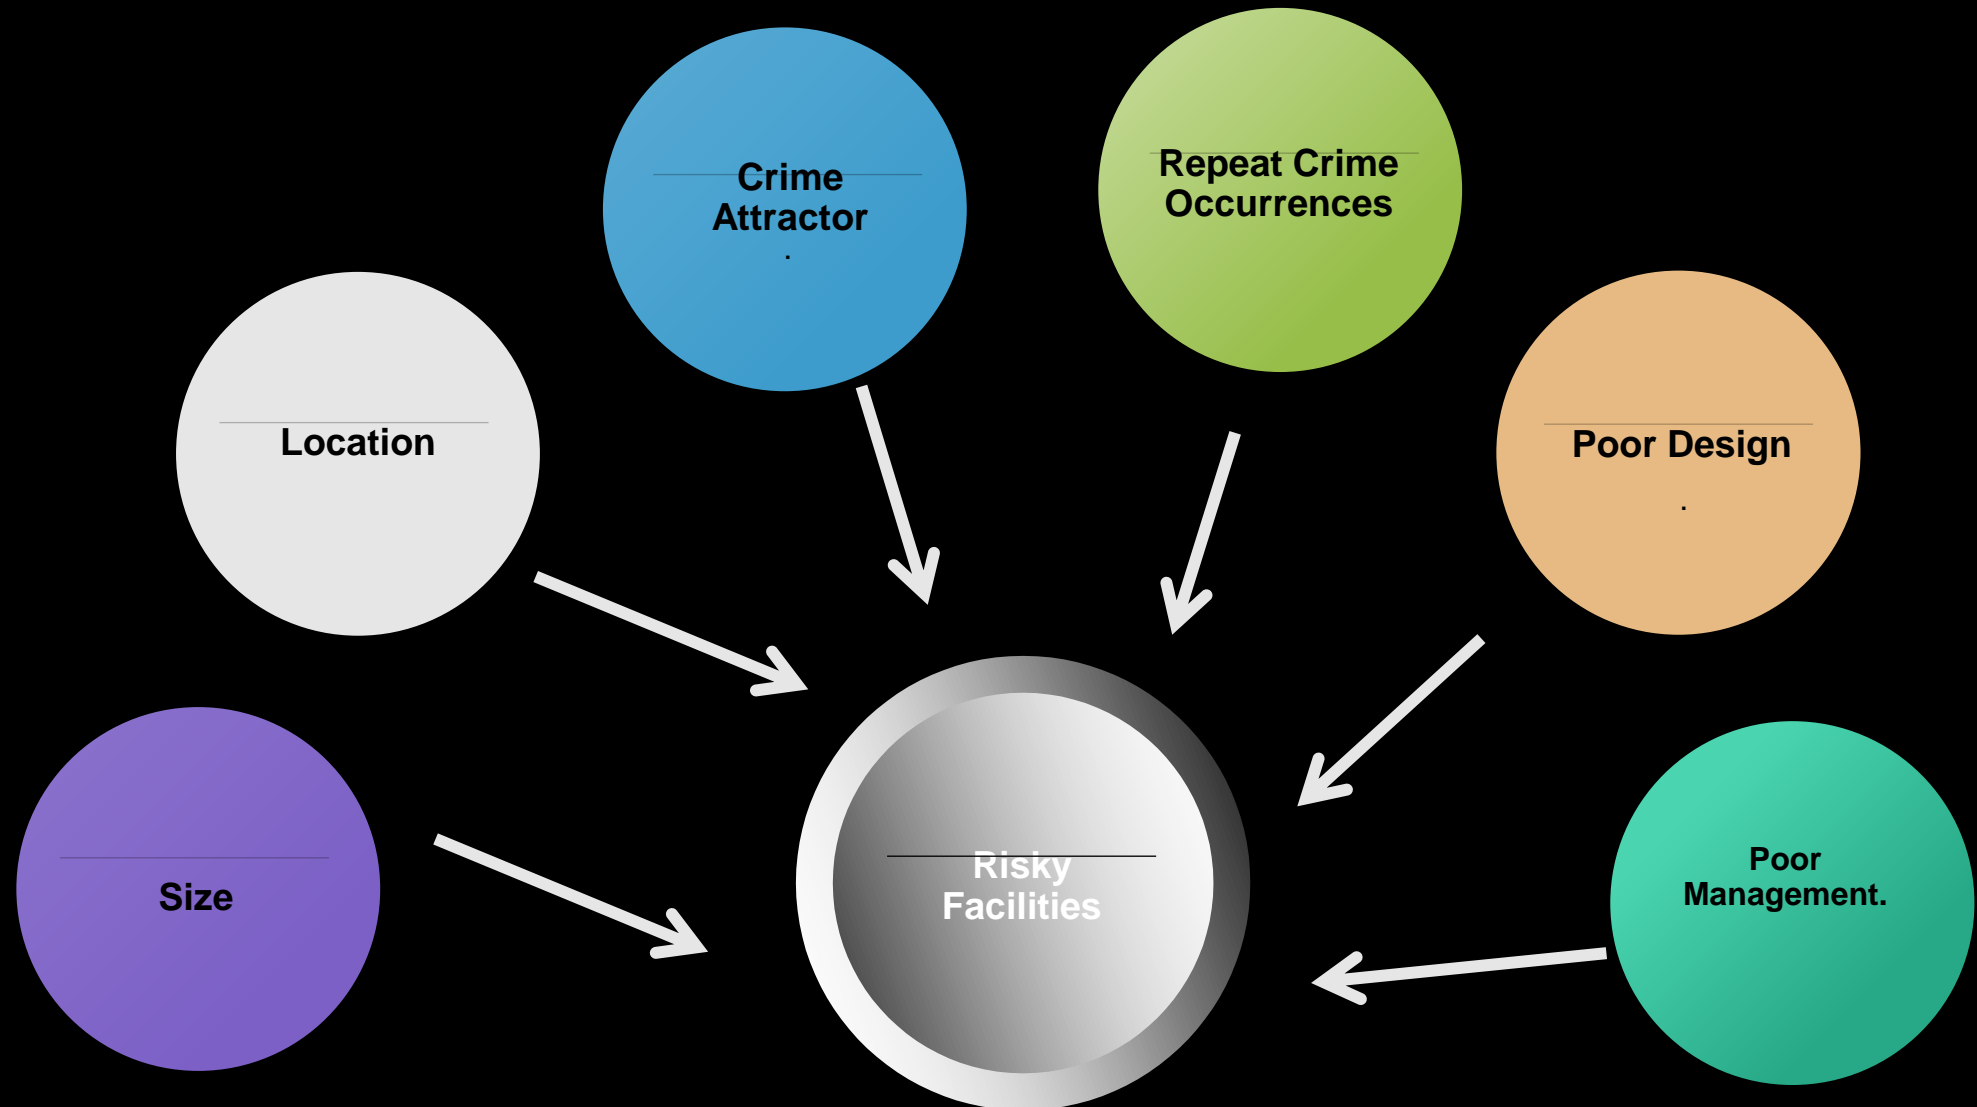 Crime
Attractor
.
Repeat Crime
Occurrences
Location
Poor Design
.
Size
Risky
Facilities
Poor
Management.